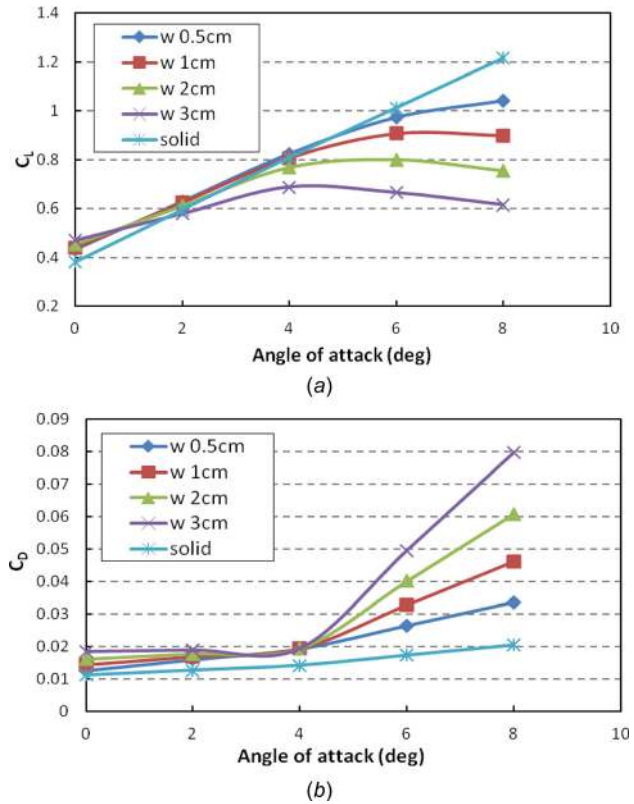 1.4
1.2
1
0.8
0.6
0.4
0.2
C_L
w 0.5cm
w 1cm
w 2cm
w 3cm
solid
0 2 4 6 8 10
Angle of attack (deg)
(a)
0.09
0.08
0.07
0.06
0.05
0.04
0.03
0.02
0.01
0
C_D
w 0.5cm
w 1cm
w 2cm
w 3cm
solid
0 2 4 6 8 10
Angle of attack (deg)
(b)